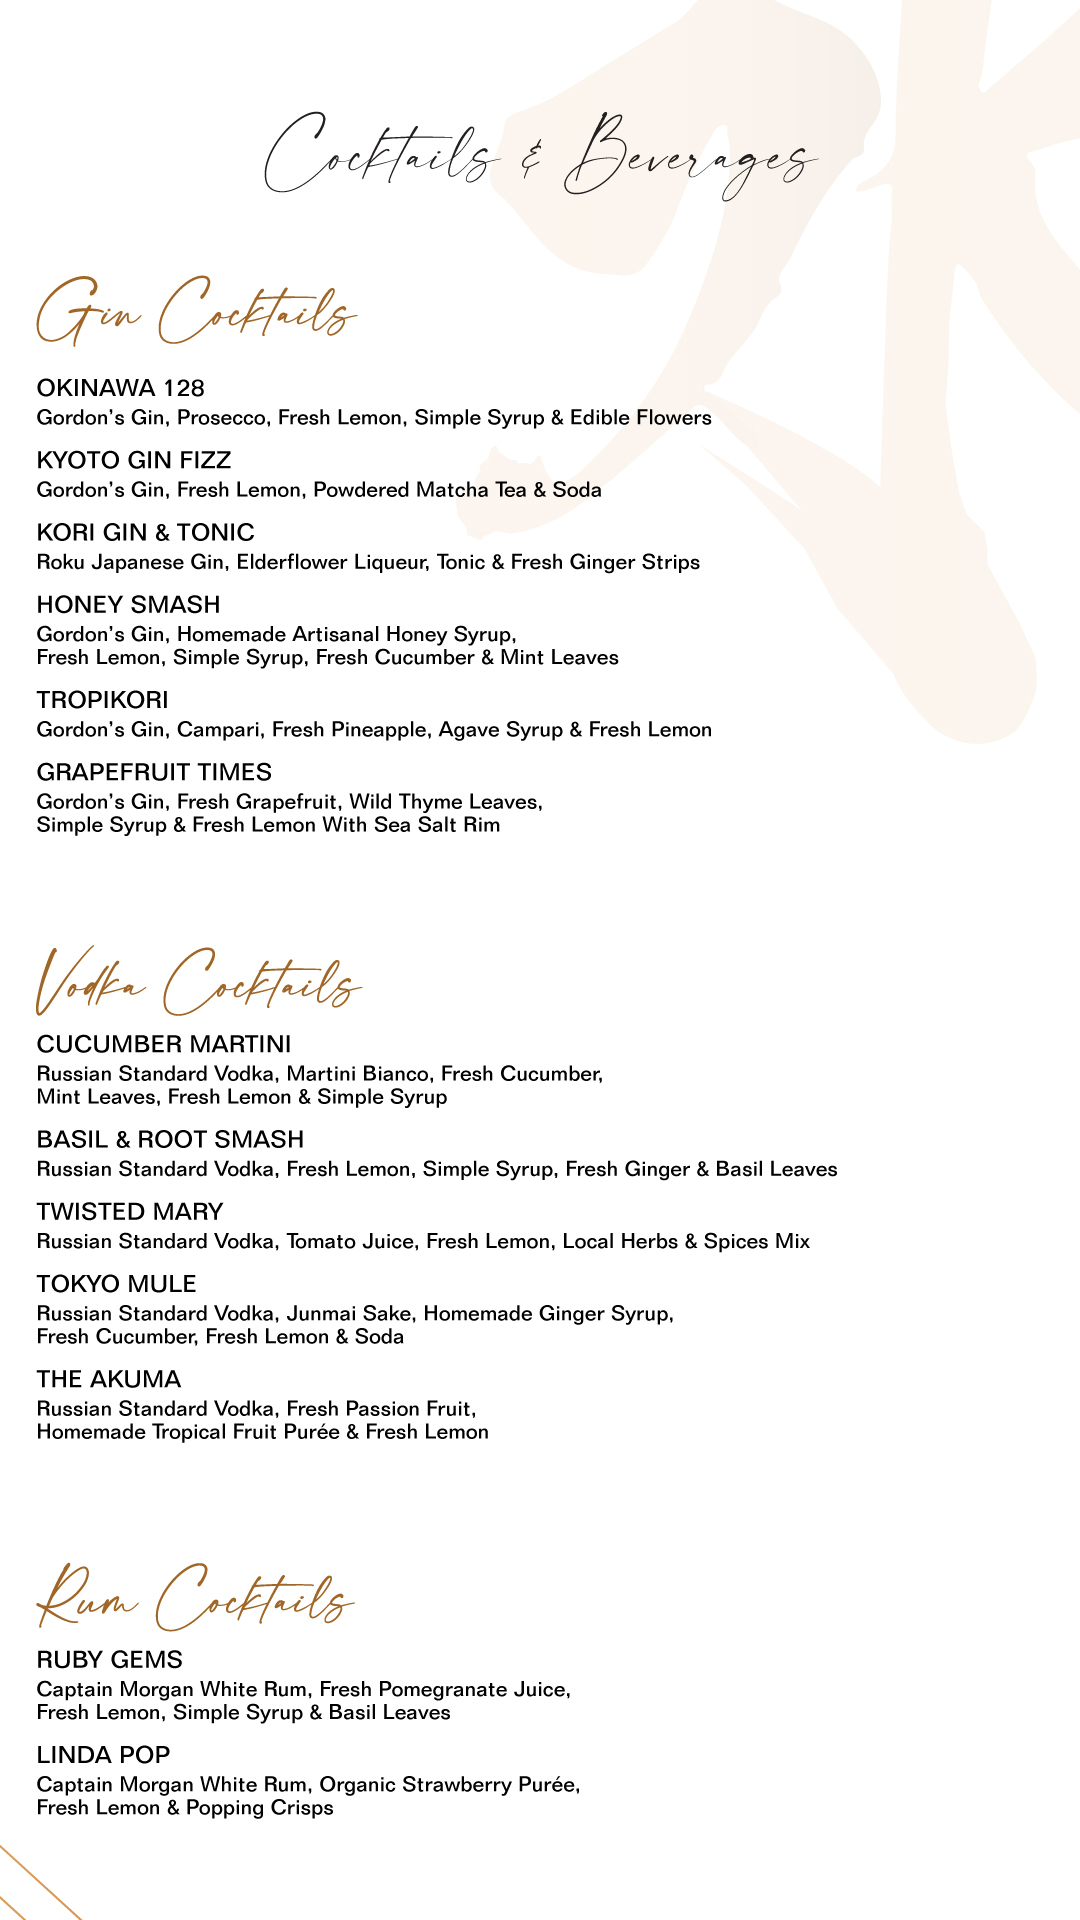 Cocktails & Beverages
Gin Cocktails
OKINAWA 128
Gordon’s Gin, Prosecco, Fresh Lemon, Simple Syrup & Edible Flowers
KYOTO GIN FIZZ
Gordon’s Gin, Fresh Lemon, Powdered Matcha Tea & Soda
KORI GIN & TONIC
Roku Japanese Gin, Elderflower Liqueur, Tonic & Fresh Ginger Strips
HONEY SMASH
Gordon’s Gin, Homemade Artisanal Honey Syrup,
Fresh Lemon, Simple Syrup, Fresh Cucumber & Mint Leaves
TROPIKORI
Gordon’s Gin, Campari, Fresh Pineapple, Agave Syrup & Fresh Lemon
GRAPEFRUIT TIMES
Gordon’s Gin, Fresh Grapefruit, Wild Thyme Leaves,
Simple Syrup & Fresh Lemon With Sea Salt Rim
Vodka Cocktails
CUCUMBER MARTINI
Russian Standard Vodka, Martini Bianco, Fresh Cucumber,
Mint Leaves, Fresh Lemon & Simple Syrup
BASIL & ROOT SMASH
Russian Standard Vodka, Fresh Lemon, Simple Syrup, Fresh Ginger & Basil Leaves
TWISTED MARY
Russian Standard Vodka, Tomato Juice, Fresh Lemon, Local Herbs & Spices Mix
TOKYO MULE
Russian Standard Vodka, Junmai Sake, Homemade Ginger Syrup,
Fresh Cucumber, Fresh Lemon & Soda
THE AKUMA
Russian Standard Vodka, Fresh Passion Fruit,
Homemade Tropical Fruit Purée & Fresh Lemon
Rum Cocktails
RUBY GEMS
Captain Morgan White Rum, Fresh Pomegranate Juice,
Fresh Lemon, Simple Syrup & Basil Leaves
LINDA POP
Captain Morgan White Rum, Organic Strawberry Purée,
Fresh Lemon & Popping Crisps